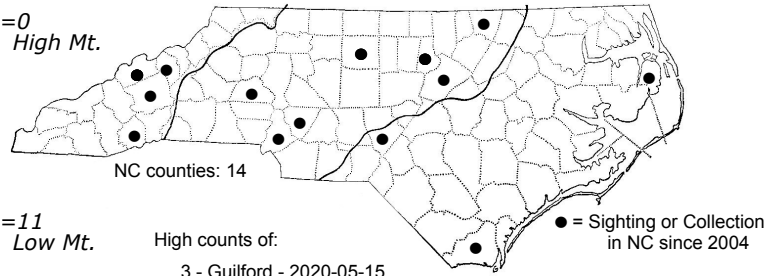 =0
High Mt.
NC counties: 14
=11
Low Mt.
High counts of:
● = Sighting or Collection
in NC since 2004
3 - Guilford - 2020-05-15